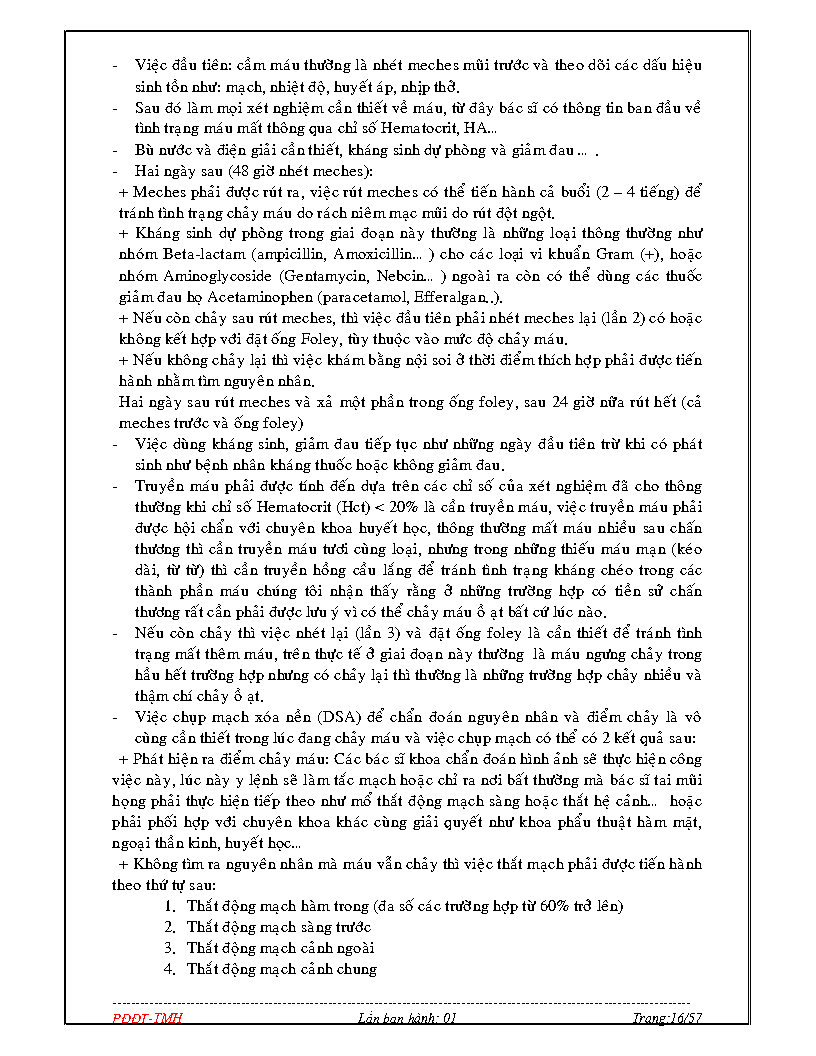 - Việc đầu tiên: cầm máu thường là nhét meches mũi trước và theo dõi các dấu hiệu
sinh tồn như: mạch, nhiệt độ, huyết áp, nhịp thở.
- Sau đó làm mọi xét nghiệm cần thiết về máu, từ đây bác sĩ có thông tin ban đầu về
tình trạng máu mất thông qua chỉ số Hematocrit, HA...
- Bù nước và điện giải cần thiết, kháng sinh dự phòng và giảm đau ... .
- Hai ngày sau (48 giờ nhét meches):
+ Meches phải được rút ra, việc rút meches có thể tiến hành cả buổi (2 – 4 tiếng) để
tránh tình trạng chảy máu do rách niêm mạc mũi do rút đột ngột.
+ Kháng sinh dự phòng trong giai đoạn này thường là những loại thông thường như
nhóm Beta-lactam (ampicillin, Amoxicillin... ) cho các loại vi khuẩn Gram (+), hoặc
nhóm Aminoglycoside (Gentamycin, Nebcin... ) ngoài ra còn có thể dùng các thuốc
giảm đau họ Acetaminophen (paracetamol, Efferalgan..).
+ Nếu còn chảy sau rút meches, thì việc đầu tiên phải nhét meches lại (lần 2) có hoặc
không kết hợp với đặt ống Foley, tùy thuộc vào mức độ chảy máu.
+ Nếu không chảy lại thì việc khám bằng nội soi ở thời điểm thích hợp phải được tiến
hành nhằm tìm nguyên nhân.
Hai ngày sau rút meches và xả một phần trong ống foley, sau 24 giờ nữa rút hết (cả
meches trước và ống foley)
- Việc dùng kháng sinh, giảm đau tiếp tục như những ngày đầu tiên trừ khi có phát
sinh như bệnh nhân kháng thuốc hoặc không giảm đau.
- Truyền máu phải được tính đến dựa trên các chỉ số của xét nghiệm đã cho thông
thường khi chỉ số Hematocrit (Hct) < 20% là cần truyền máu, việc truyền máu phải
được hội chẩn với chuyên khoa huyết học, thông thường mất máu nhiều sau chấn
thương thì cần truyền máu tươi cùng loại, nhưng trong những thiếu máu mạn (kéo
dài, từ từ) thì cần truyền hồng cầu lắng để tránh tình trạng kháng chéo trong các
thành phần máu chúng tôi nhận thấy rằng ở những trường hợp có tiền sử chấn
thương rất cần phải được lưu ý vì có thể chảy máu ồ ạt bất cứ lúc nào.
- Nếu còn chảy thì việc nhét lại (lần 3) và đặt ống foley là cần thiết để tránh tình
trạng mất thêm máu, trên thực tế ở giai đoạn này thường là máu ngưng chảy trong
hầu hết trường hợp nhưng có chảy lại thì thường là những trường hợp chảy nhiều và
thậm chí chảy ồ ạt.
- Việc chụp mạch xóa nền (DSA) để chẩn đoán nguyên nhân và điểm chảy là vô
cùng cần thiết trong lúc đang chảy máu và việc chụp mạch có thể có 2 kết quả sau:
+ Phát hiện ra điểm chảy máu: Các bác sĩ khoa chẩn đoán hình ảnh sẽ thực hiện công
việc này, lúc này y lệnh sẽ làm tắc mạch hoặc chỉ ra nơi bất thường mà bác sĩ tai mũi
họng phải thực hiện tiếp theo như mổ thắt động mạch sàng hoặc thắt hệ cảnh... hoặc
phải phối hợp với chuyên khoa khác cùng giải quyết như khoa phẩu thuật hàm mặt,
ngoại thần kinh, huyết học...
+ Không tìm ra nguyên nhân mà máu vẫn chảy thì việc thắt mạch phải được tiến hành
theo thứ tự sau:
1. Thắt động mạch hàm trong (đa số các trường hợp từ 60% trở lên)
2. Thắt động mạch sàng trước
3. Thắt động mạch cảnh ngoài
4. Thắt động mạch cảnh chung
PĐĐT-TMH Lần ban hành: 01 Trang:16/57